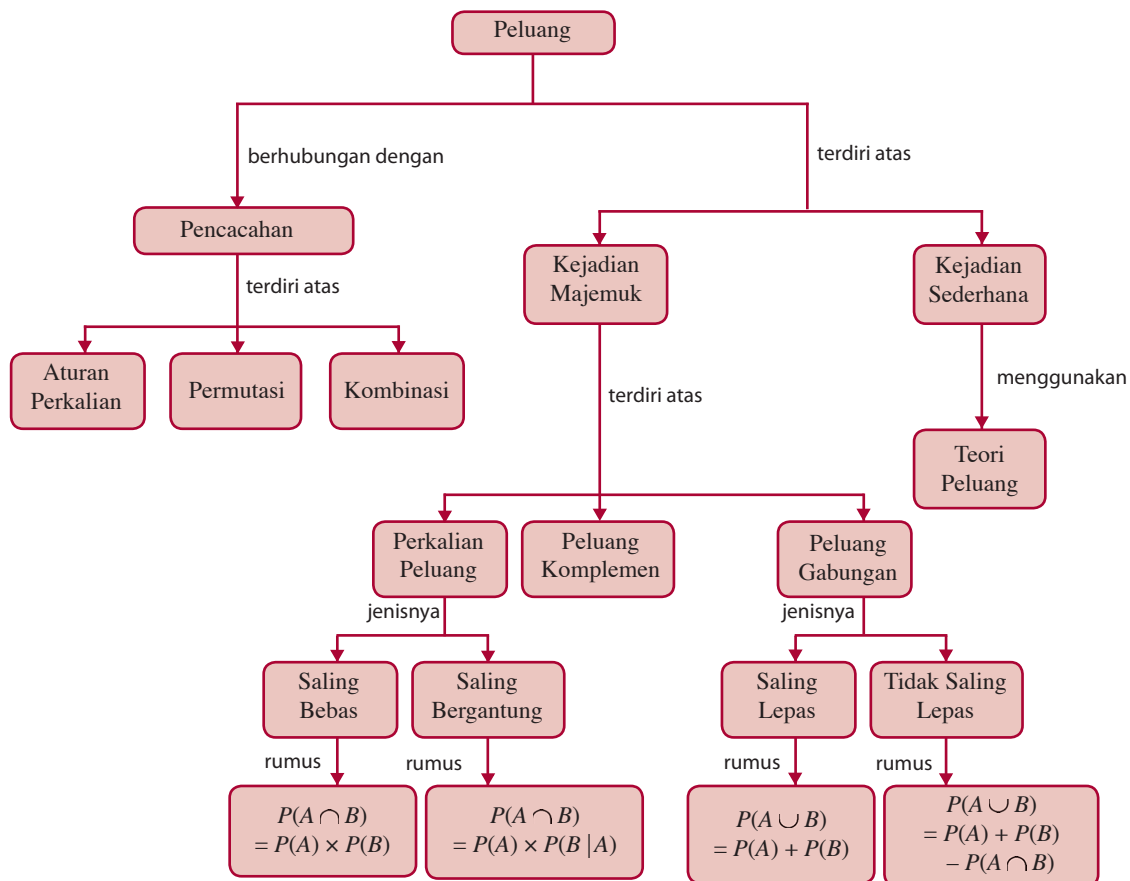 Peluang
berhubungan dengan
terdiri atas
Pencacahan
terdiri atas
Aturan
Perkalian
Permutasi
Kombinasi
Kejadian
Majemuk
Kejadian
Sederhana
terdiri atas
menggunakan
Teori
Peluang
Perkalian
Peluang
Peluang
Komplemen
Peluang
Gabungan
jenisnya
jenisnya
Saling
Bebas
Saling
Bergantung
Saling
Lepas
Tidak Saling
Lepas
rumus
rumus
rumus
rumus
P(A ∩ B)
= P(A) × P(B)
P(A ∩ B)
= P(A) × P(B | A)
P(A ∪ B)
= P(A) + P(B)
P(A ∪ B)
= P(A) + P(B)
− P(A ∩ B)